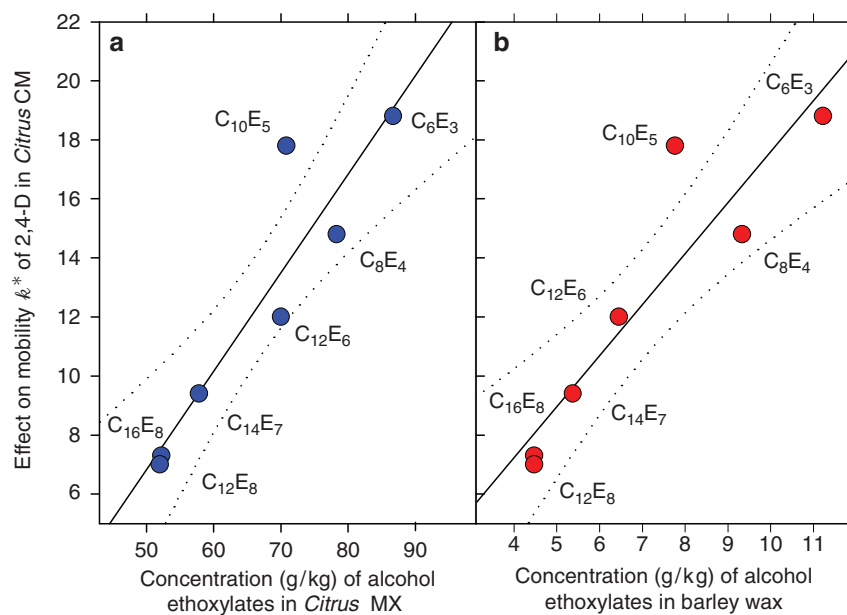 a
b
22
20
18
16
14
12
10
8
6
Effect on mobility k* of 2,4-D in Citrus CM
C₁₀E₅
C₆E₃
C₈E₄
C₁₂E₆
C₁₆E₈
C₁₄E₇
C₁₂E₈
50 60 70 80 90
Concentration (g/kg) of alcohol
ethoxylates in Citrus MX
C₆E₃
C₁₀E₅
C₈E₄
C₁₂E₆
C₁₆E₈
C₁₄E₇
C₁₂E₈
4 5 6 7 8 9 10 11
Concentration (g/kg) of alcohol
ethoxylates in barley wax